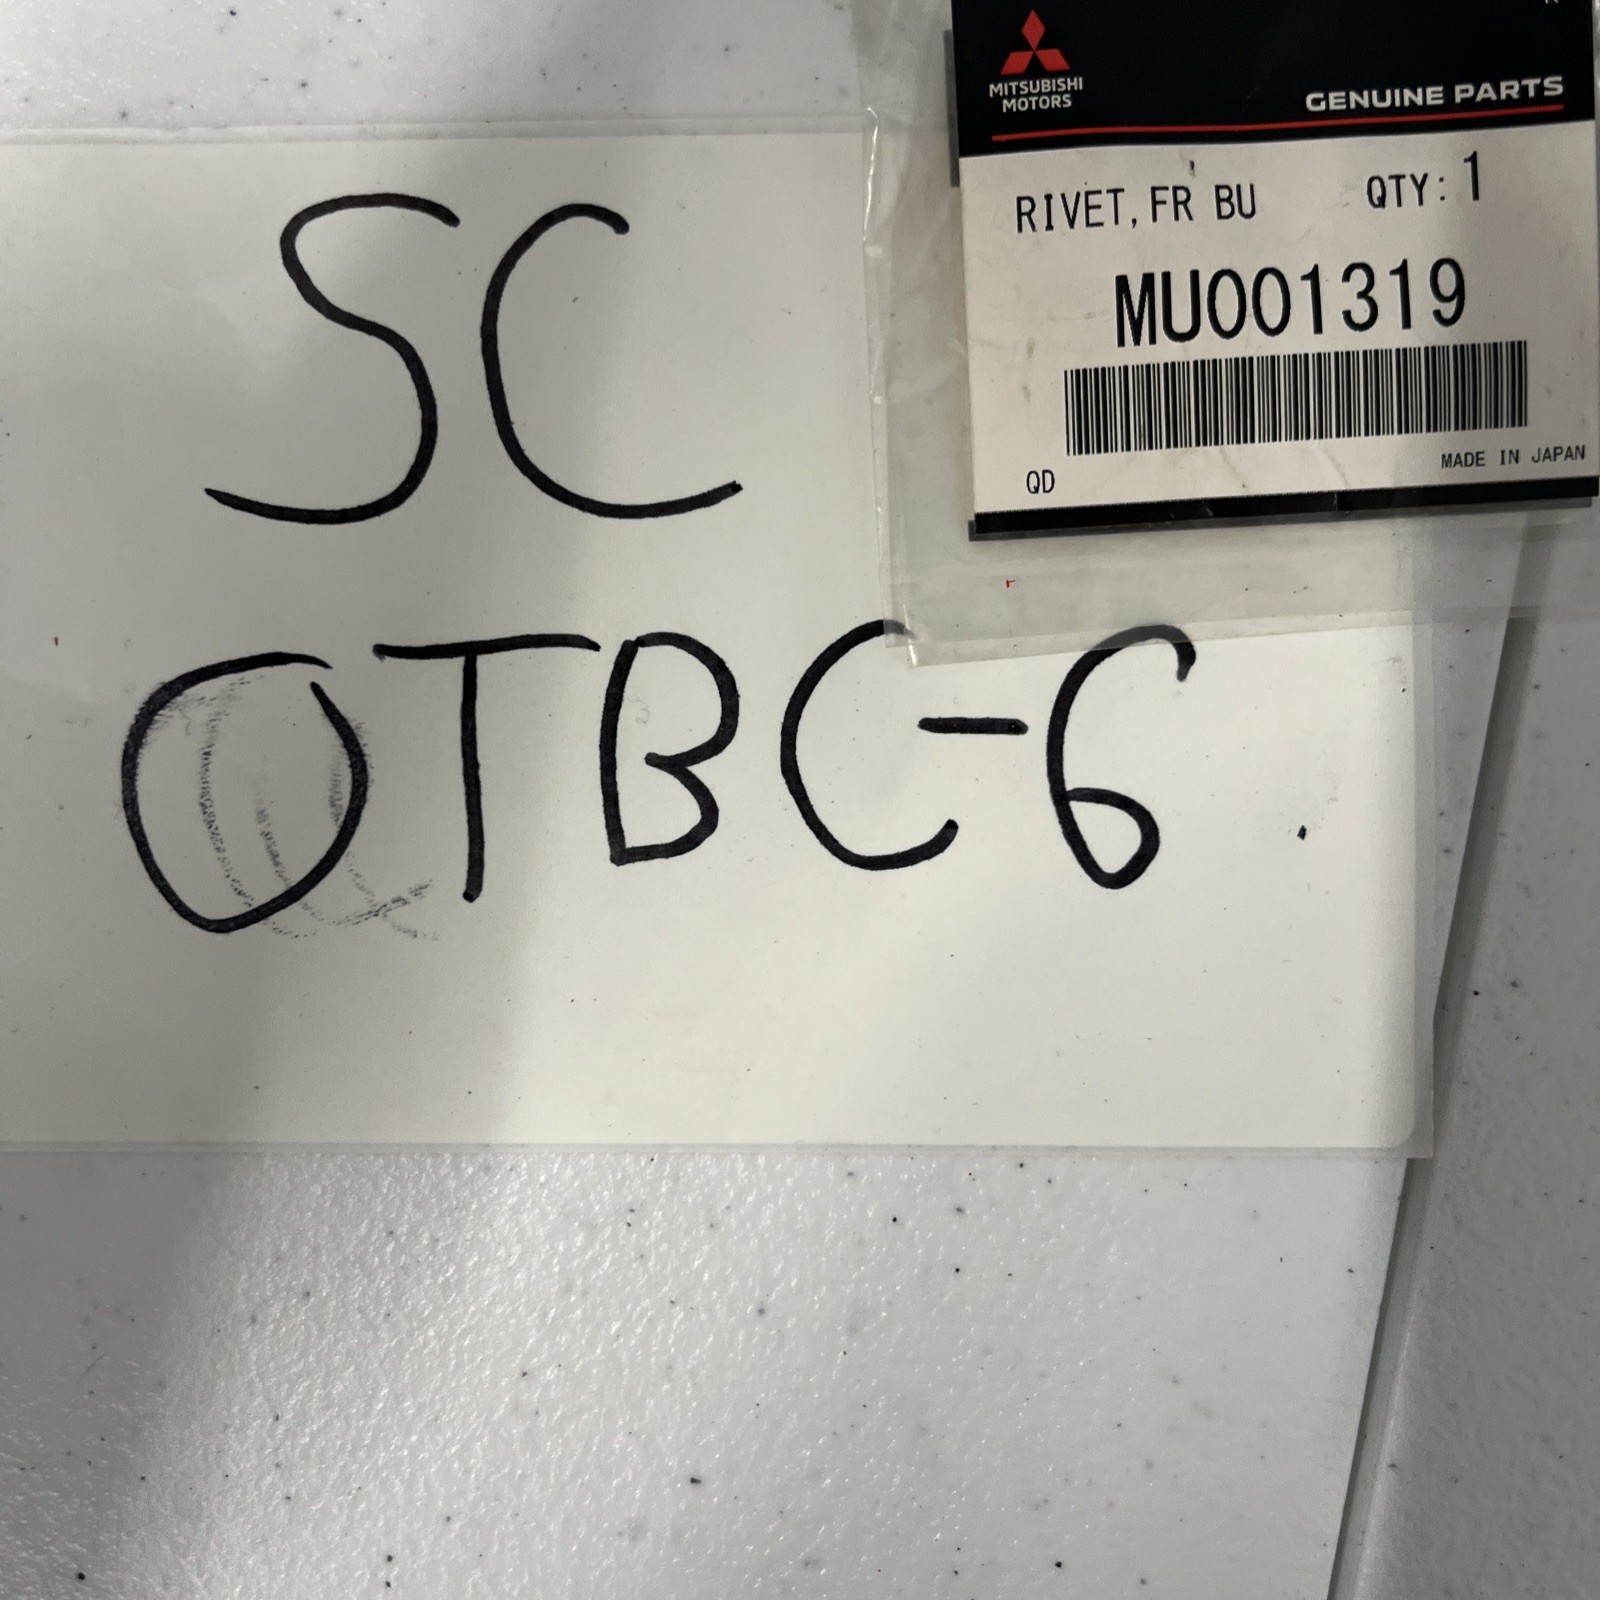 MITSUBISHI
MOTORS
GENUINE PARTS
RIVET, FR BU QTY: 1
MU001319
QD
MADE IN JAPAN
SC
OTBC-6